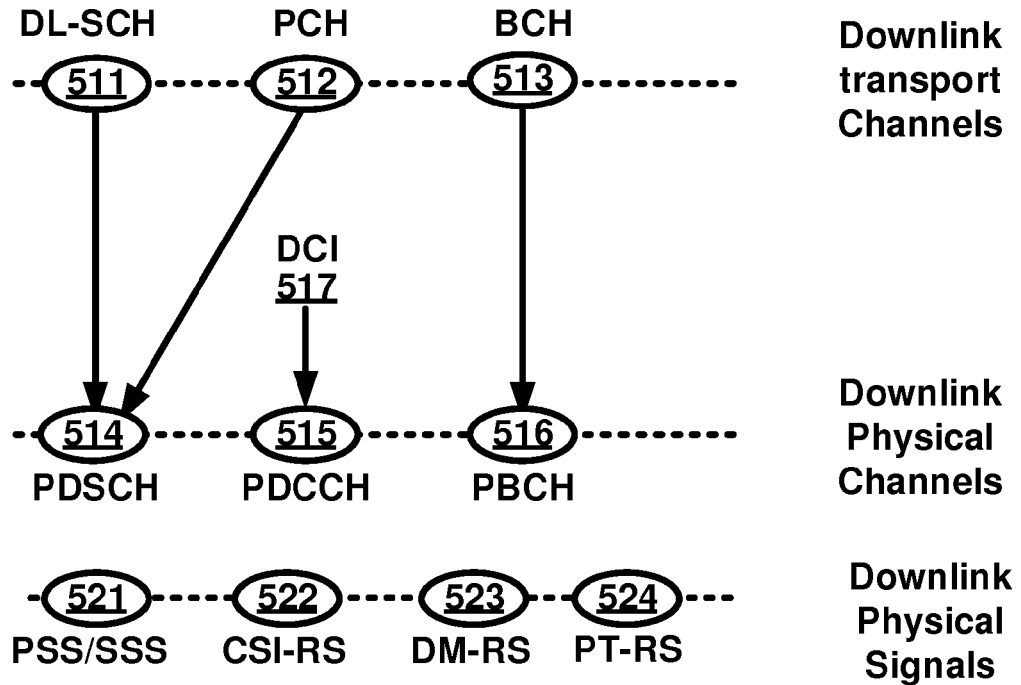 DL-SCH PCH BCH
511 512 513
Downlink
transport
Channels
DCI
517
514 515 516
PDSCH PDCCH PBCH
Downlink
Physical
Channels
521 522 523 524
PSS/SSS CSI-RS DM-RS PT-RS
Downlink
Physical
Signals